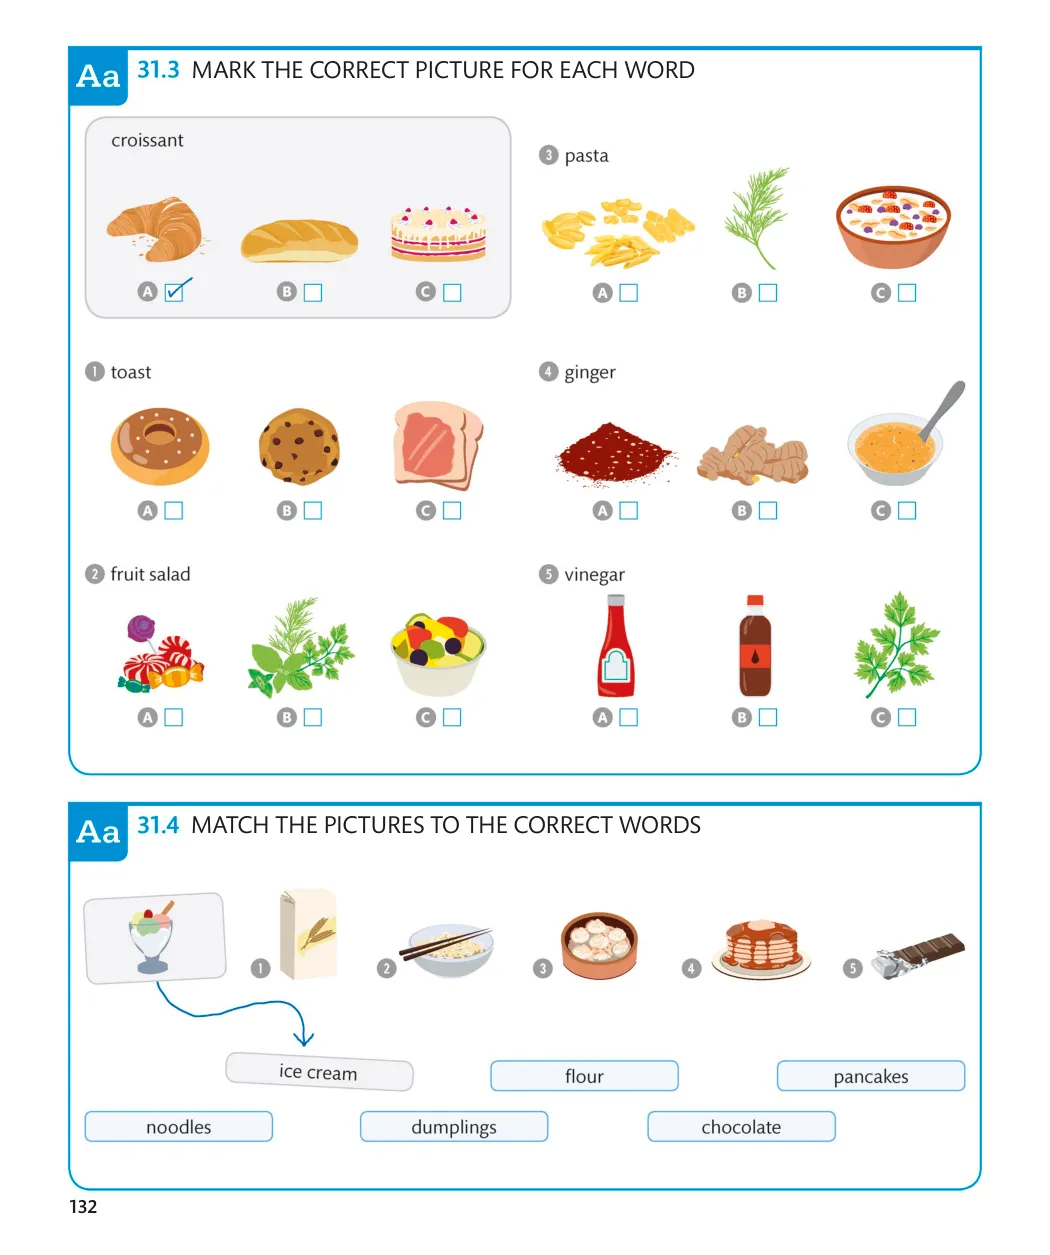 Aa 31.3 MARK THE CORRECT PICTURE FOR EACH WORD
croissant
A B C
1 toast
A B C
2 fruit salad
A B C
3 pasta
A B C
4 ginger
A B C
5 vinegar
A B C
Aa 31.4 MATCH THE PICTURES TO THE CORRECT WORDS
1 2 3 4 5
ice cream flour pancakes
noodles dumplings chocolate
132